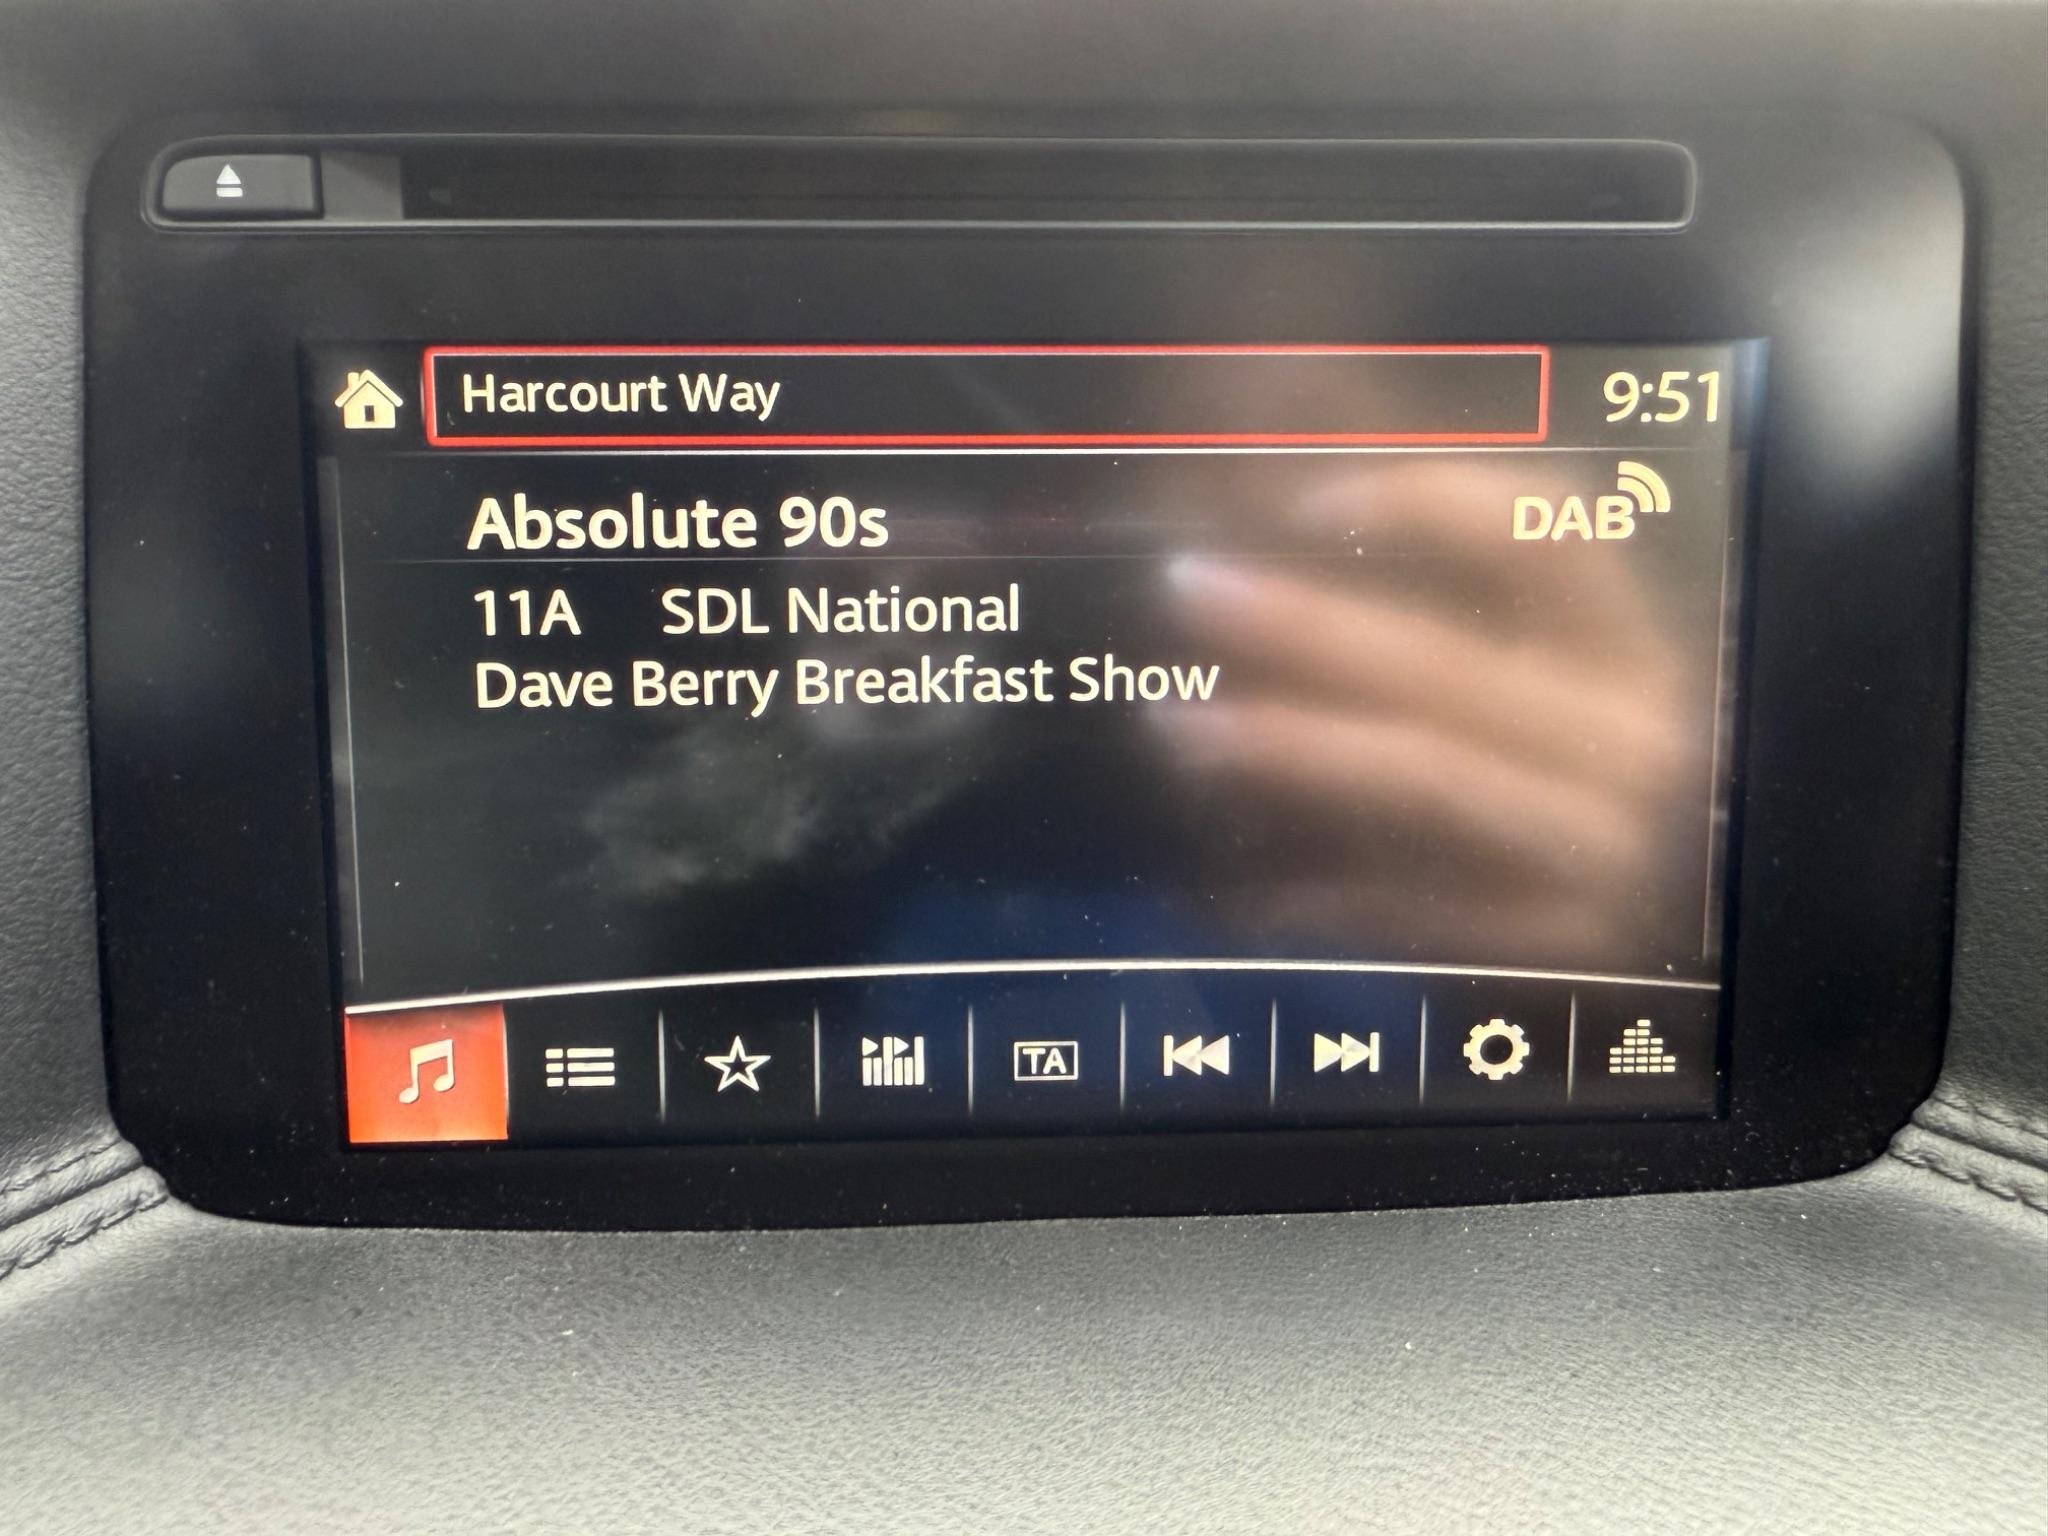 Harcourt Way
9:51
Absolute 90s
DAB
11A SDL National
Dave Berry Breakfast Show
TA